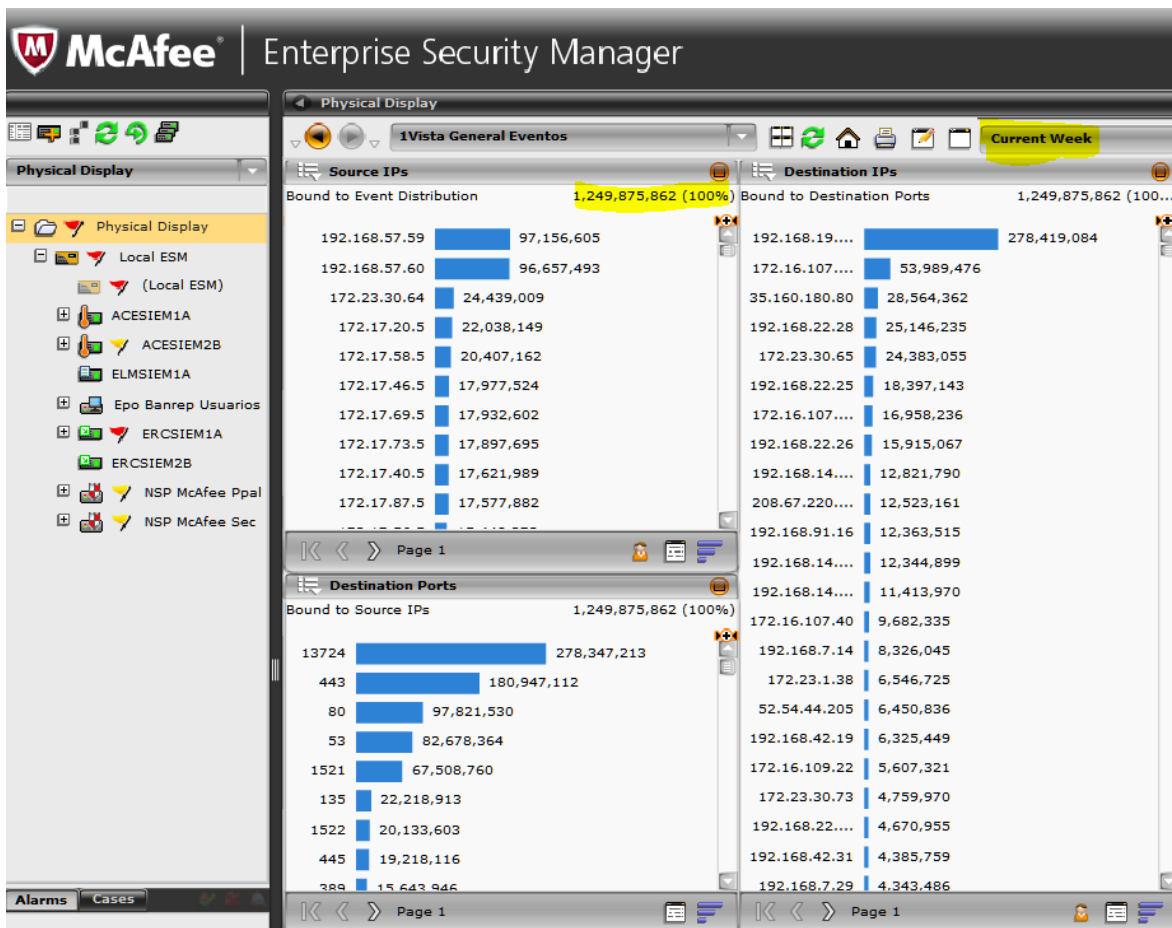 McAfee® | Enterprise Security Manager
Physical Display
1Vista General Eventos
Current Week
Physical Display
Physical Display
Local ESM
(Local ESM)
ACESIEM1A
ACESIEM2B
ELMSIEM1A
Epo Banrep Usuarios
ERCSIEM1A
ERCSIEM2B
NSP McAfee Ppal
NSP McAfee Sec
Alarms Cases
Source IPs
Bound to Event Distribution 1,249,875,862 (100%)
192.168.57.59 97,156,605
192.168.57.60 96,657,493
172.23.30.64 24,439,009
172.17.20.5 22,038,149
172.17.58.5 20,407,162
172.17.46.5 17,977,524
172.17.69.5 17,932,602
172.17.73.5 17,897,695
172.17.40.5 17,621,989
172.17.87.5 17,577,882
Page 1
Destination Ports
Bound to Source IPs 1,249,875,862 (100%)
13724 278,347,213
443 180,947,112
80 97,821,530
53 82,678,364
1521 67,508,760
135 22,218,913
1522 20,133,603
445 19,218,116
389 15,643,946
Page 1
Destination IPs
Bound to Destination Ports 1,249,875,862 (100...
192.168.19.... 278,419,084
172.16.107.... 53,989,476
35.160.180.80 28,564,362
192.168.22.28 25,146,235
172.23.30.65 24,383,055
192.168.22.25 18,397,143
172.16.107.... 16,958,236
192.168.22.26 15,915,067
192.168.14.... 12,821,790
208.67.220.... 12,523,161
192.168.91.16 12,363,515
192.168.14.... 12,344,899
192.168.14.... 11,413,970
172.16.107.40 9,682,335
192.168.7.14 8,326,045
172.23.1.38 6,546,725
52.54.44.205 6,450,836
192.168.42.19 6,325,449
172.16.109.22 5,607,321
172.23.30.73 4,759,970
192.168.22.... 4,670,955
192.168.42.31 4,385,759
192.168.7.29 4,343,486
Page 1